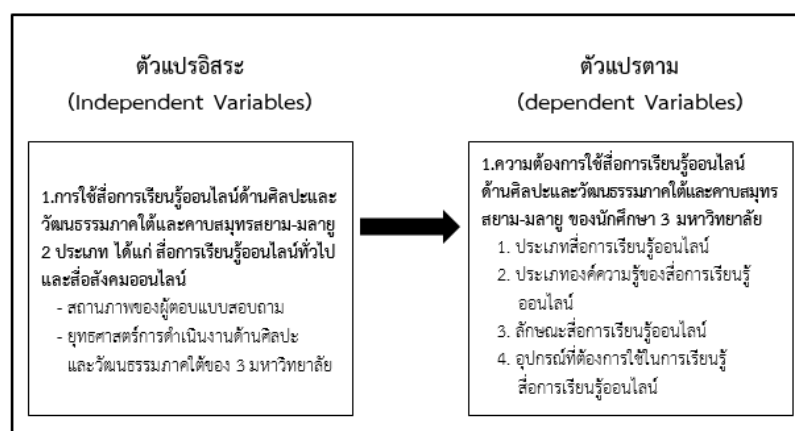 ตัวแปรอิสระ
(Independent Variables)
1.การใช้สื่อการเรียนรู้ออนไลน์ด้านศิลปะและ
วัฒนธรรมภาคใต้และคาบสมุทรสยาม-มลายู
2 ประเภท ได้แก่ สื่อการเรียนรู้ออนไลน์ทั่วไป
และสื่อสังคมออนไลน์
- สถานภาพของผู้ตอบแบบสอบถาม
- ยุทธศาสตร์การดำเนินงานด้านศิลปะ
และวัฒนธรรมภาคใต้ของ 3 มหาวิทยาลัย
ตัวแปรตาม
(dependent Variables)
1.ความต้องการใช้สื่อการเรียนรู้ออนไลน์
ด้านศิลปะและวัฒนธรรมภาคใต้และคาบสมุทร
สยาม-มลายู ของนักศึกษา 3 มหาวิทยาลัย
1. ประเภทสื่อการเรียนรู้ออนไลน์
2. ประเภทองค์ความรู้ของสื่อการเรียนรู้
ออนไลน์
3. ลักษณะสื่อการเรียนรู้ออนไลน์
4. อุปกรณ์ที่ต้องการใช้ในการเรียนรู้
สื่อการเรียนรู้ออนไลน์